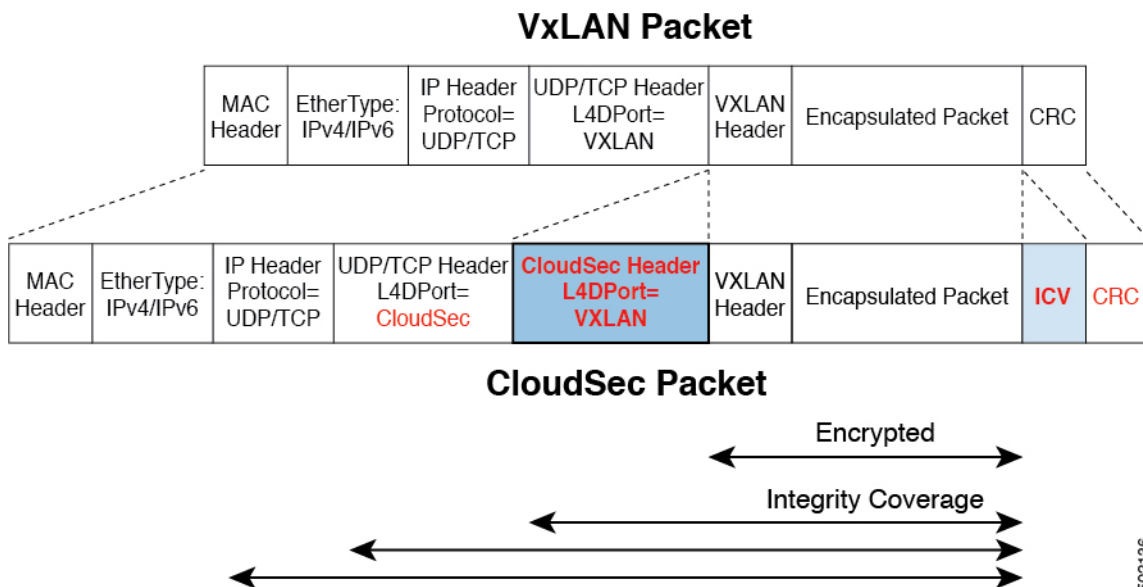 VxLAN Packet
MAC
Header
EtherType:
IPv4/IPv6
IP Header
Protocol=
UDP/TCP
UDP/TCP Header
L4DPort=
VXLAN
VXLAN
Header
Encapsulated Packet
CRC
MAC
Header
EtherType:
IPv4/IPv6
IP Header
Protocol=
UDP/TCP
UDP/TCP Header
L4DPort=
CloudSec
CloudSec Header
L4DPort=
VXLAN
VXLAN
Header
Encapsulated Packet
ICV
CRC
CloudSec Packet
Encrypted
Integrity Coverage